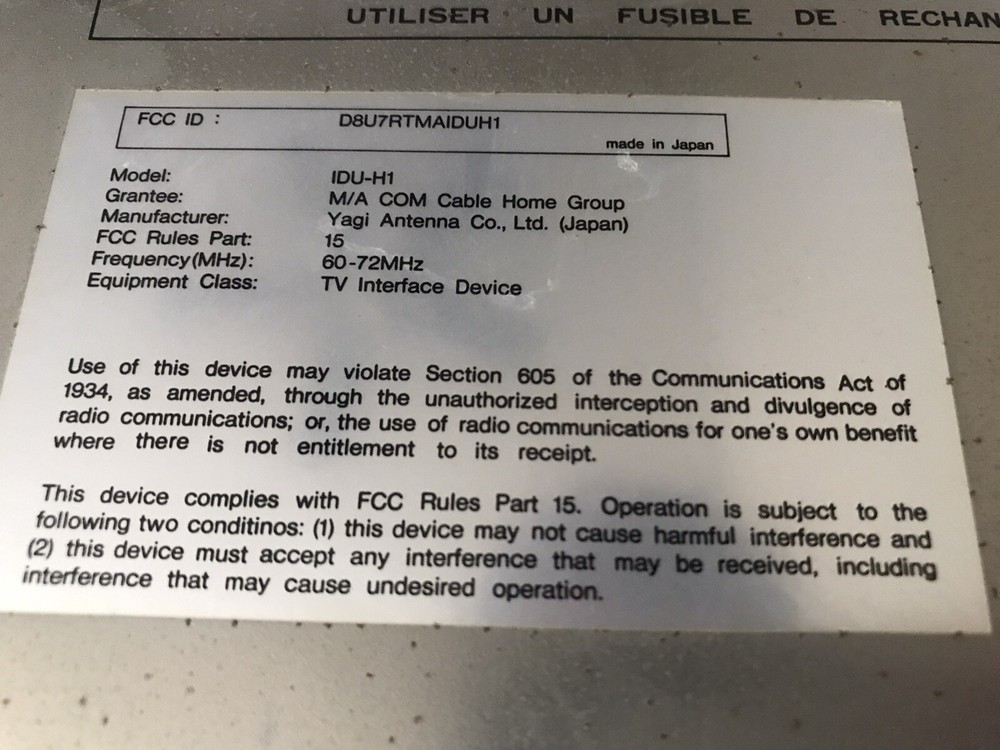 UTILISER UN FUSIBLE DE RECHAN
FCC ID : D8U7RTMAIDUH1
made in Japan
Model: IDU-H1
Grantee: M/A COM Cable Home Group
Manufacturer: Yagi Antenna Co., Ltd. (Japan)
FCC Rules Part: 15
Frequency(MHz): 60-72MHz
Equipment Class: TV Interface Device
Use of this device may violate Section 605 of the Communications Act of
1934, as amended, through the unauthorized interception and divulgence of
radio communications; or, the use of radio communications for one's own benefit
where there is not entitlement to its receipt.
This device complies with FCC Rules Part 15. Operation is subject to the
following two conditinos: (1) this device may not cause harmful interference and
(2) this device must accept any interference that may be received, including
interference that may cause undesired operation.